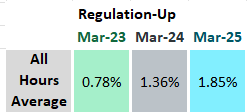 Regulation-Up
Mar-23 Mar-24 Mar-25
All Hours Average 0.78% 1.36% 1.85%